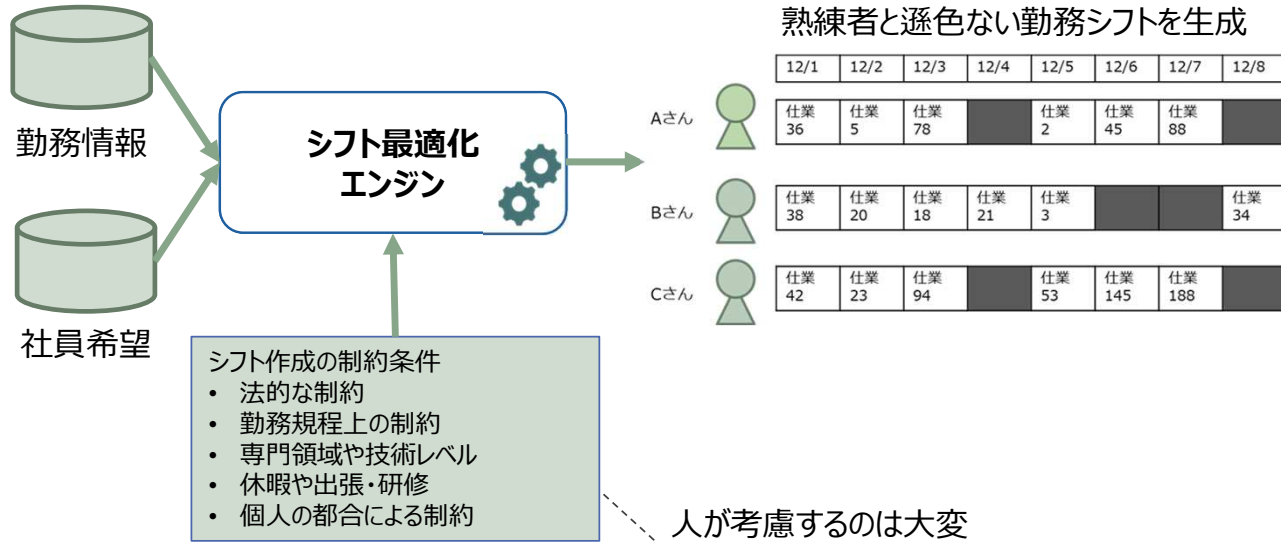 熟練者と遜色ない勤務シフトを生成
勤務情報
社員希望
シフト最適化
エンジン
シフト作成の制約条件
• 法的な制約
• 勤務規程上の制約
• 専門領域や技術レベル
• 休暇や出張・研修
• 個人の都合による制約
人が考慮するのは大変
12/1 12/2 12/3 12/4 12/5 12/6 12/7 12/8
Aさん
仕業 仕業 仕業 仕業 仕業 仕業
36 5 78 2 45 88
Bさん
仕業 仕業 仕業 仕業 仕業 仕業
38 20 18 21 3 34
Cさん
仕業 仕業 仕業 仕業 仕業 仕業
42 23 94 53 145 188